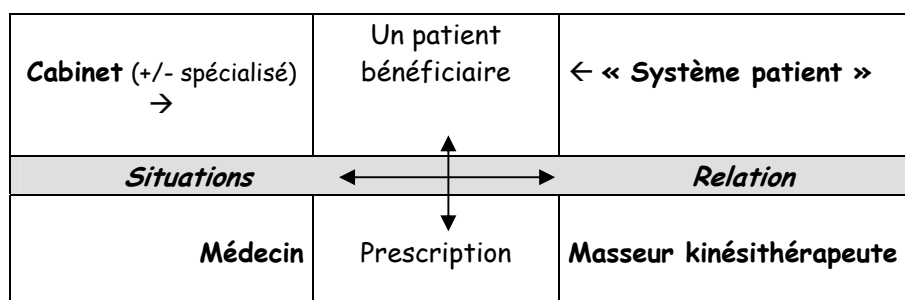 Cabinet (+/- spécialisé)
→
Un patient
bénéficiaire
← « Système patient »
Situations
Relation
Médecin
Prescription
Masseur kinésithérapeute